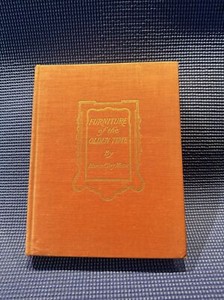 FURNITURE
of the
OLDEN TIME